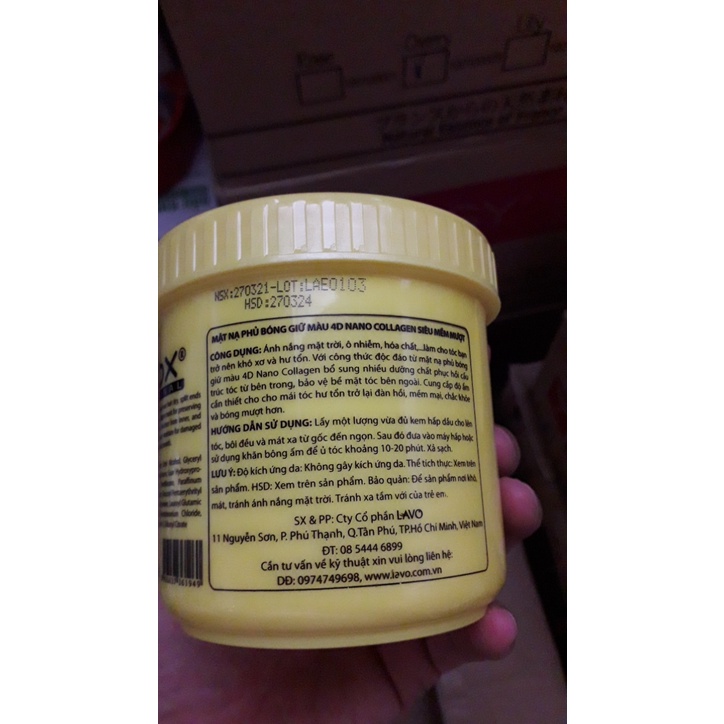 NSX:270321-LOT:LAE0103
HSD:270324
MẶT NẠ PHỦ BÓNG GIỮ MÀU 4D NANO COLLAGEN SIÊU MỀM MƯỢT
CÔNG DỤNG: Ánh nắng mặt trời, ô nhiễm, hóa chất,...làm cho tóc bạn
trở nên khô xơ và hư tổn. Với công thức độc đáo từ mặt nạ phủ bóng
giữ màu 4D Nano Collagen bổ sung nhiều dưỡng chất phục hồi cấu
trúc tóc từ bên trong, bảo vệ bề mặt tóc bên ngoài. Cung cấp độ ẩm
cần thiết cho cho mái tóc hư tổn trở lại đàn hồi, mềm mại, chắc khỏe
và bóng mượt hơn.
HƯỚNG DẪN SỬ DỤNG: Lấy một lượng vừa đủ kem hấp dầu cho lên
tóc, bôi đều và mát xa từ gốc đến ngọn. Sau đó đưa vào máy hấp hoặc
sử dụng khăn bông ấm để ủ tóc khoảng 10-20 phút. Xả sạch.
LƯU Ý: Độ kích ứng da: Không gây kích ứng da. Thể tích thực: Xem trên
sản phẩm. HSD: Xem trên sản phẩm. Bảo quản: Để sản phẩm nơi khô,
mát, tránh ánh nắng mặt trời. Tránh xa tầm với của trẻ em.
SX & PP: Cty Cổ phần LAVO
11 Nguyễn Sơn, P. Phú Thạnh, Q.Tân Phú, TP.Hồ Chí Minh, Việt Nam
ĐT: 08 5444 6899
Cần tư vấn về kỹ thuật xin vui lòng liên hệ:
DĐ: 0974749698, www.lavo.com.vn